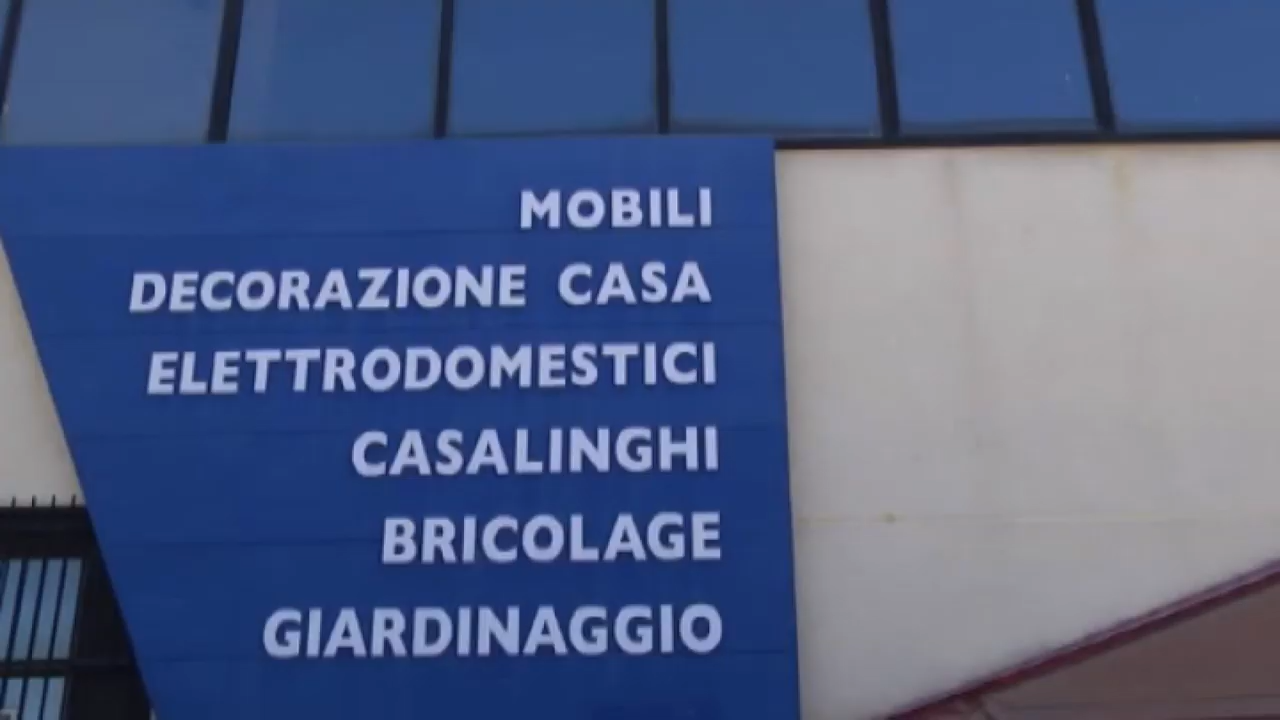 MOBILI
DECORAZIONE CASA
ELETTRODOMESTICI
CASALINGHI
BRICOLAGE
GIARDINAGGIO